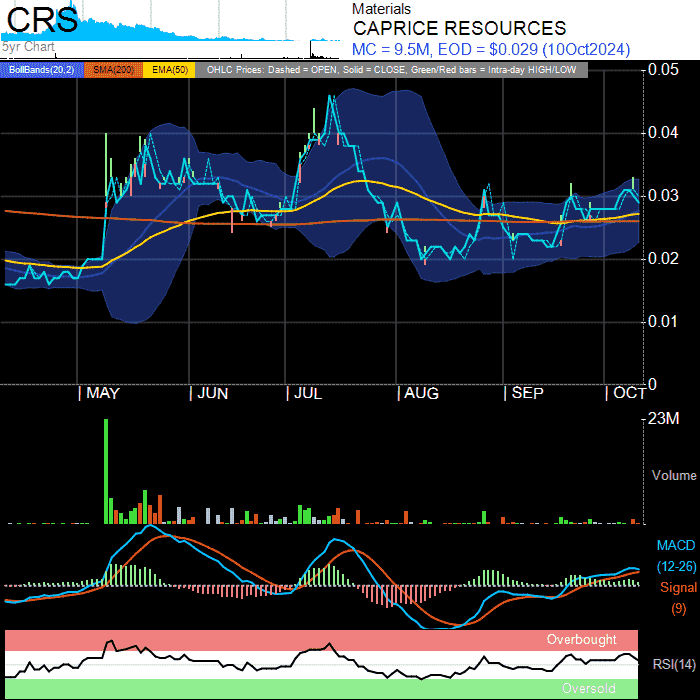 CRS
5yr Chart
Materials
CAPRICE RESOURCES
MC = 9.5M, EOD = $0.029 (10Oct2024)
BollBands(20,2) SMA(200) EMA(50) OHLC Prices: Dashed = OPEN, Solid = CLOSE, Green/Red bars = Intra-day HIGH/LOW
0.05
0.04
0.03
0.02
0.01
0
| MAY | JUN | JUL | AUG | SEP | OCT
23M
Volume
MACD
(12-26)
Signal
(9)
Overbought
RSI(14)
Oversold